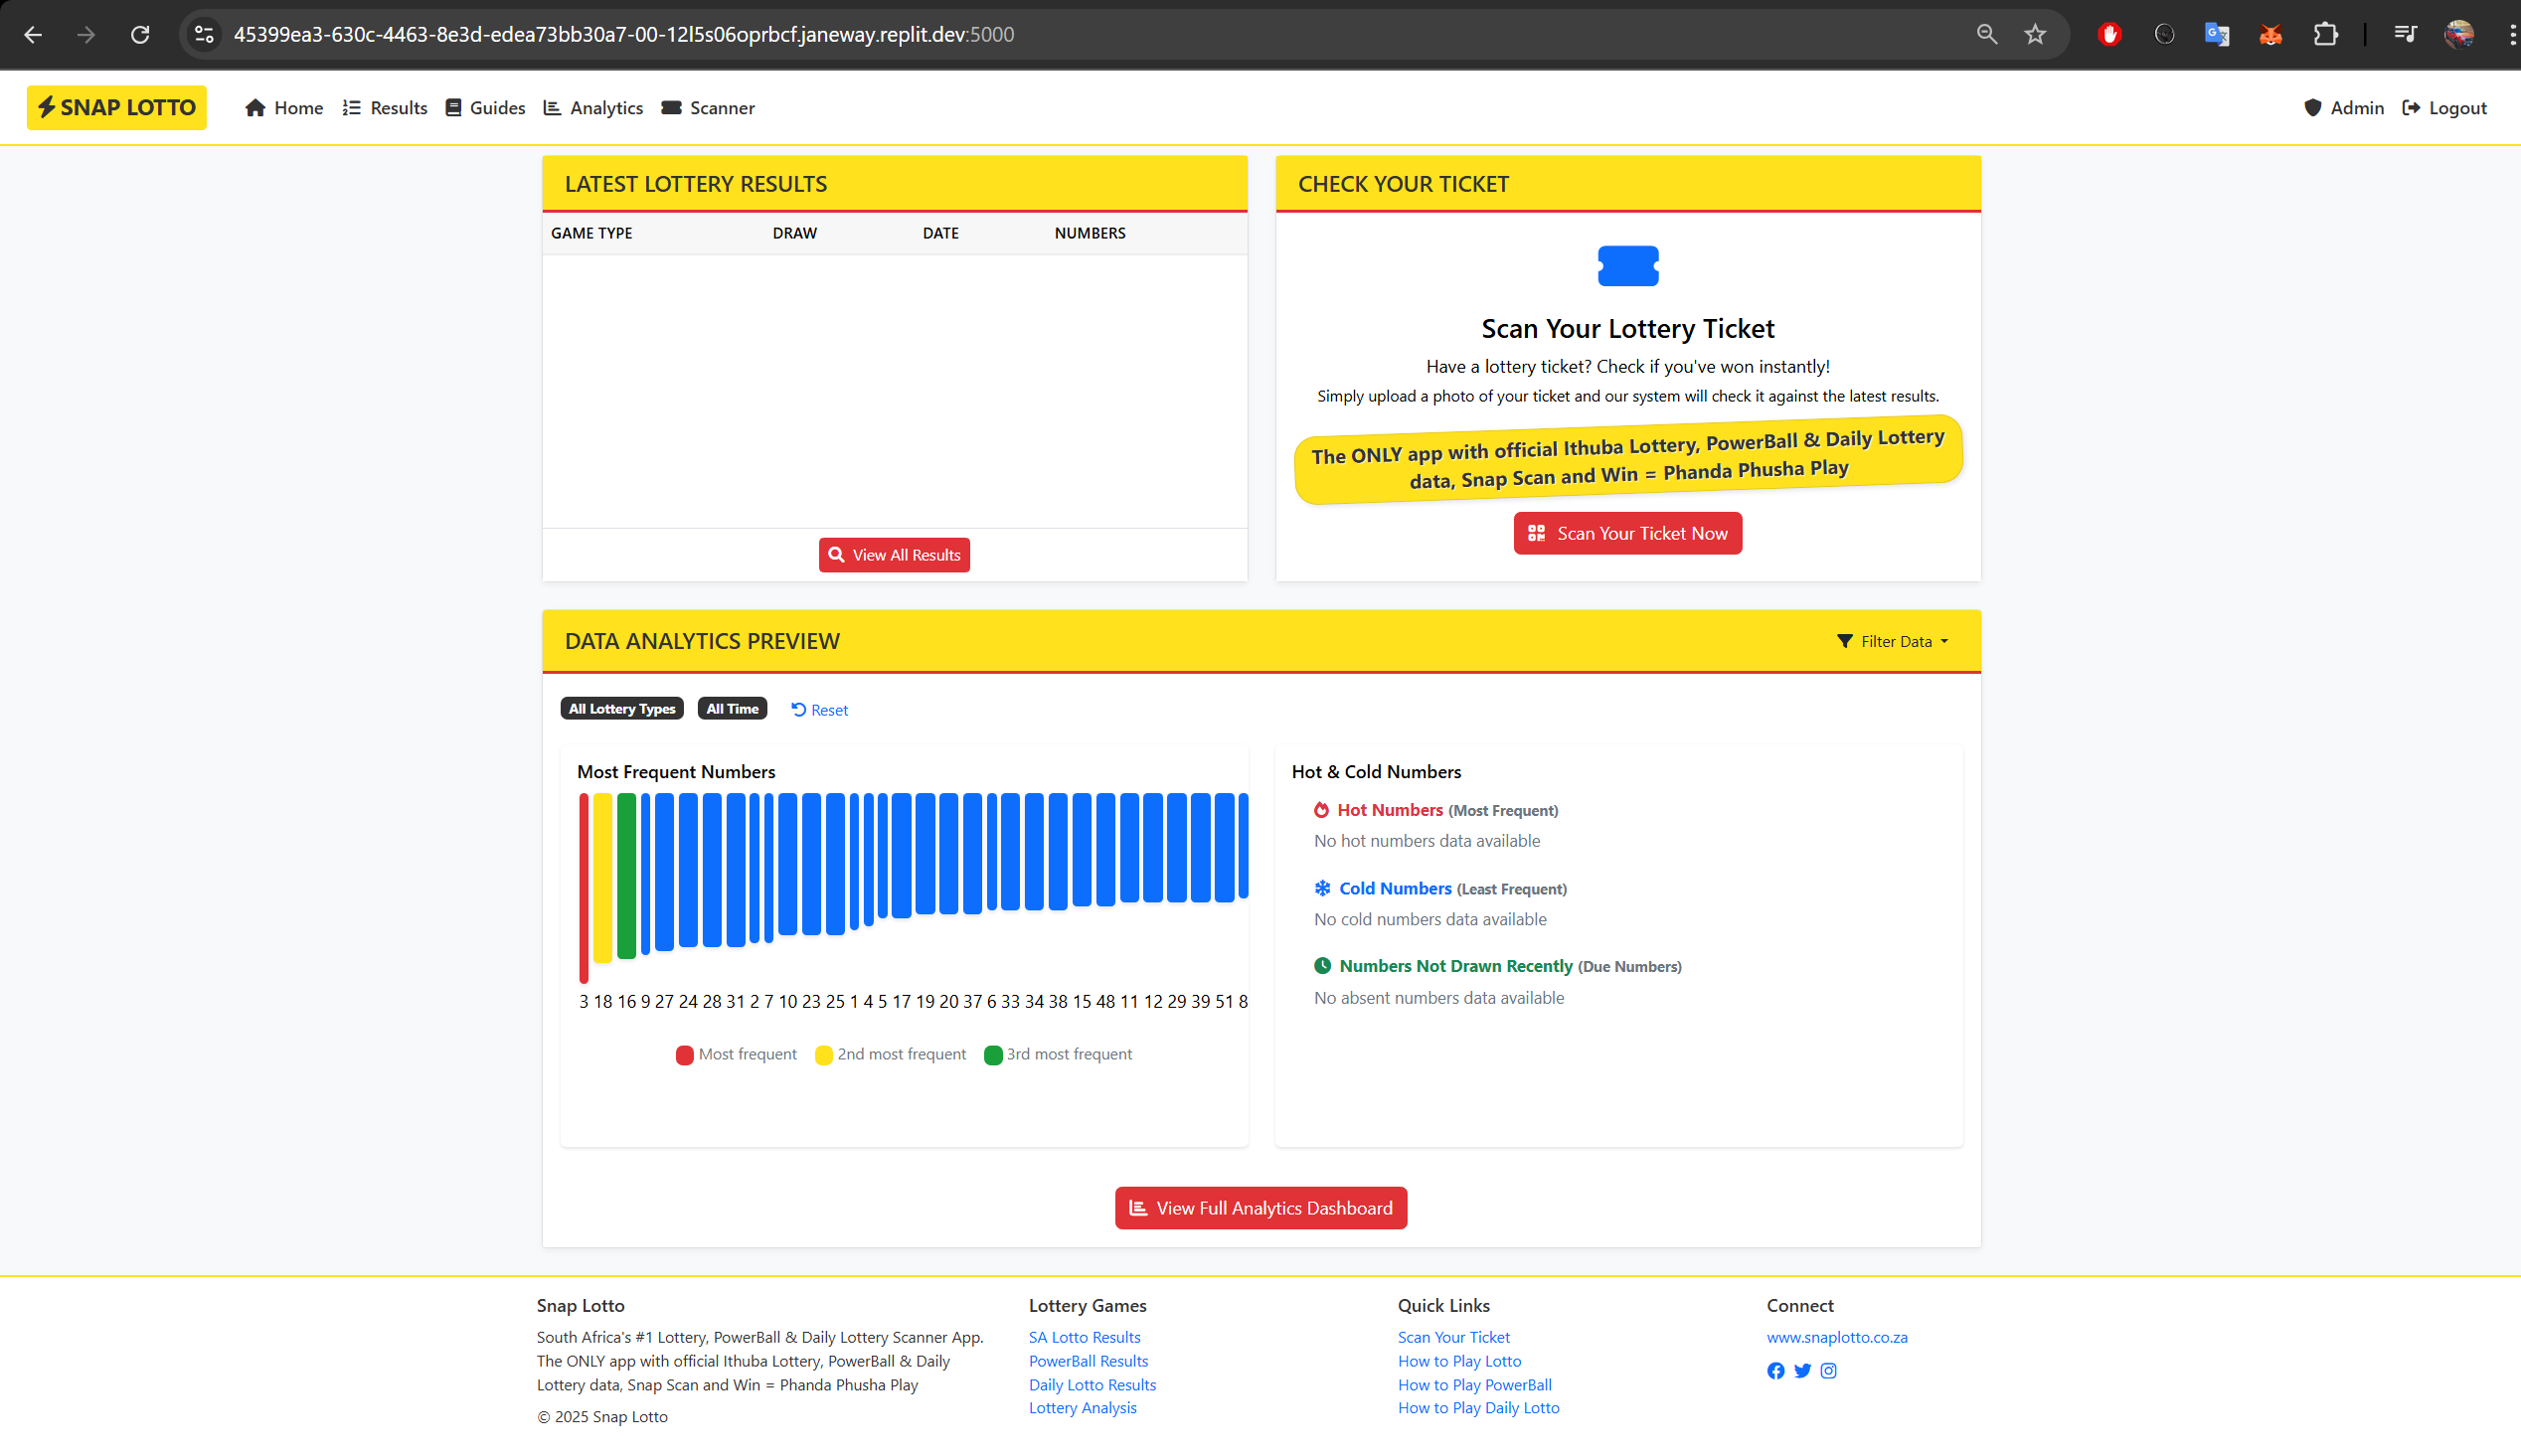 45399ea3-630c-4463-8e3d-edea73bb30a7-00-12l5s06oprbcf.janeway.replit.dev:5000
SNAP LOTTO
Home
Results
Guides
Analytics
Scanner
Admin
Logout
LATEST LOTTERY RESULTS
GAME TYPE DRAW DATE NUMBERS
View All Results
CHECK YOUR TICKET
Scan Your Lottery Ticket
Have a lottery ticket? Check if you've won instantly!
Simply upload a photo of your ticket and our system will check it against the latest results.
The ONLY app with official Ithuba Lottery, PowerBall & Daily Lottery
data, Snap Scan and Win = Phanda Phusha Play
Scan Your Ticket Now
DATA ANALYTICS PREVIEW
Filter Data
All Lottery Types All Time Reset
Most Frequent Numbers
3 18 16 9 27 24 28 31 2 7 10 23 25 1 4 5 17 19 20 37 6 33 34 38 15 48 11 12 29 39 51 8
Most frequent 2nd most frequent 3rd most frequent
Hot & Cold Numbers
Hot Numbers (Most Frequent)
No hot numbers data available
Cold Numbers (Least Frequent)
No cold numbers data available
Numbers Not Drawn Recently (Due Numbers)
No absent numbers data available
View Full Analytics Dashboard
Snap Lotto
South Africa's #1 Lottery, PowerBall & Daily Lottery Scanner App.
The ONLY app with official Ithuba Lottery, PowerBall & Daily
Lottery data, Snap Scan and Win = Phanda Phusha Play
© 2025 Snap Lotto
Lottery Games
SA Lotto Results
PowerBall Results
Daily Lotto Results
Lottery Analysis
Quick Links
Scan Your Ticket
How to Play Lotto
How to Play PowerBall
How to Play Daily Lotto
Connect
www.snaplotto.co.za